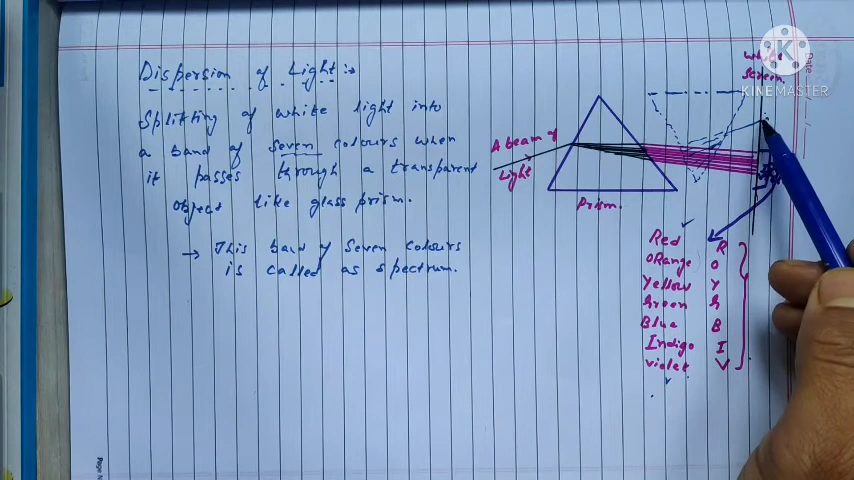 Dispersion of Light :-
Splitting of white light into
a band of seven colours when
it passes through a transparent
object like glass prism.
→ This band of seven colours
is called as spectrum.
A beam of
Light
Prism.
screen.
Date
KINEMASTER
Red R
oRange O
Yellow Y
Green G
Blue B
Indigo I
violet V
Page N